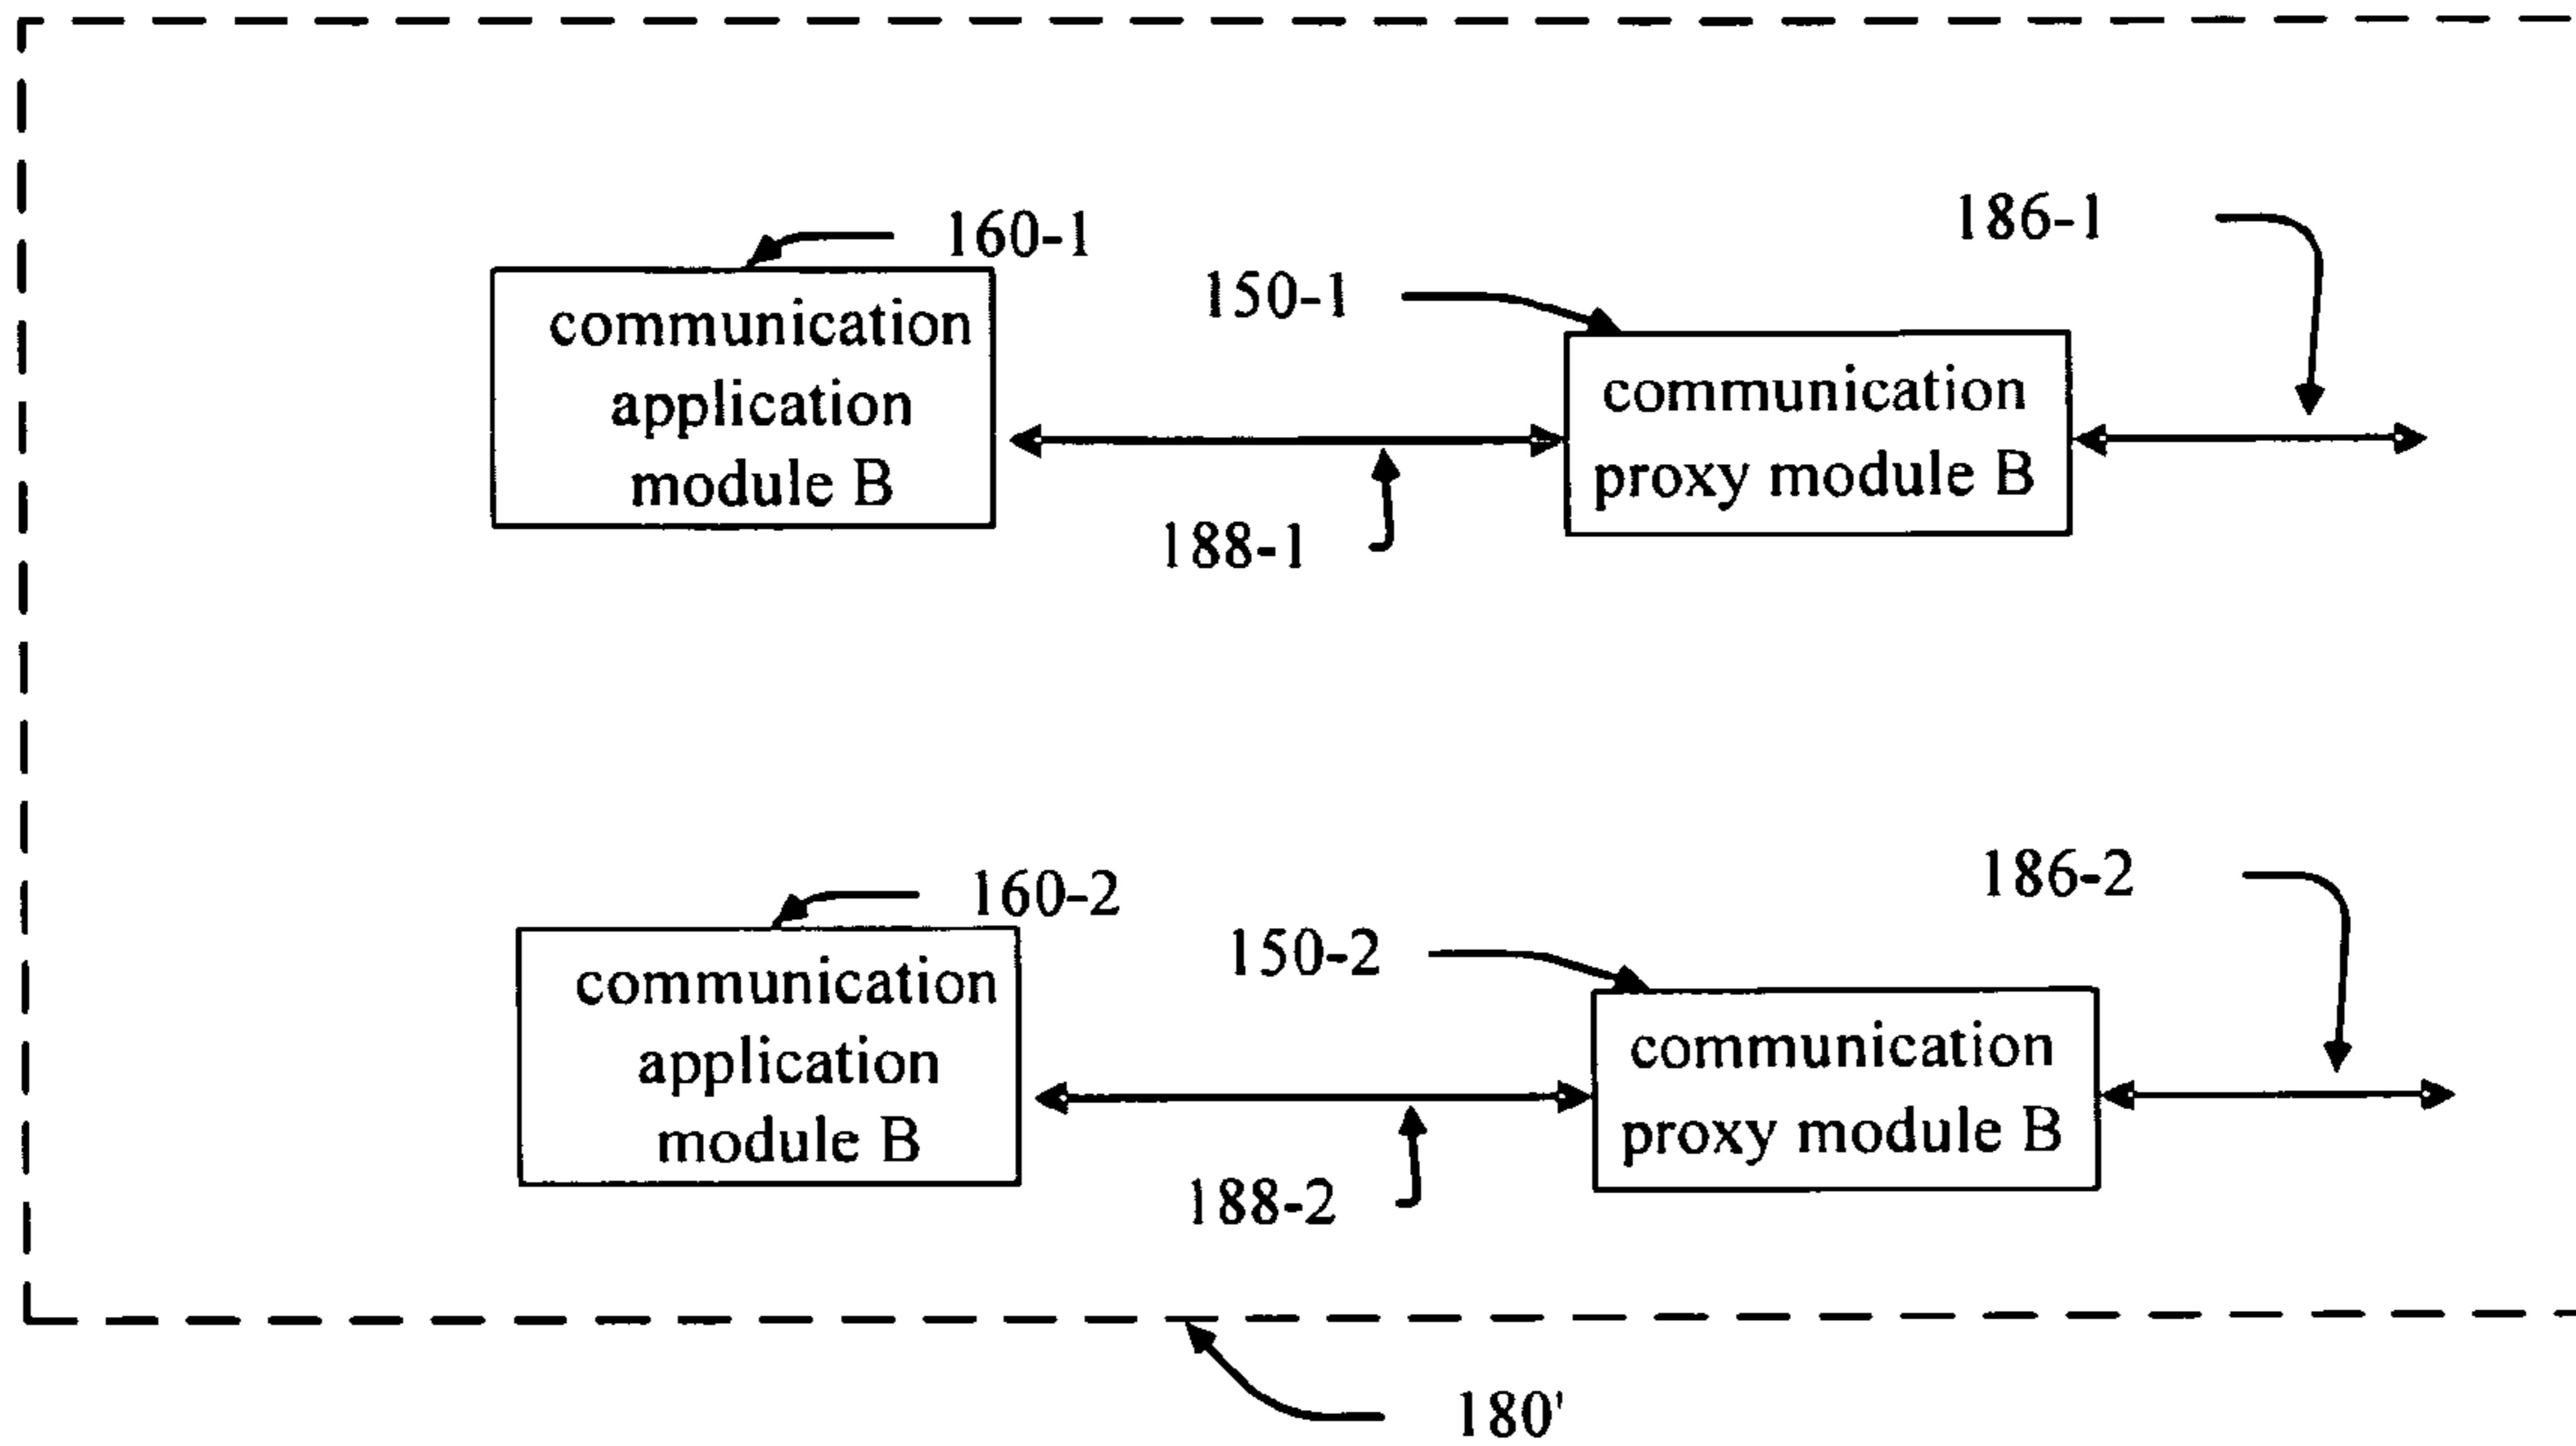 160-1
186-1
150-1
communication
application
module B
communication
proxy module B
188-1
160-2
186-2
150-2
communication
application
module B
communication
proxy module B
188-2
180'